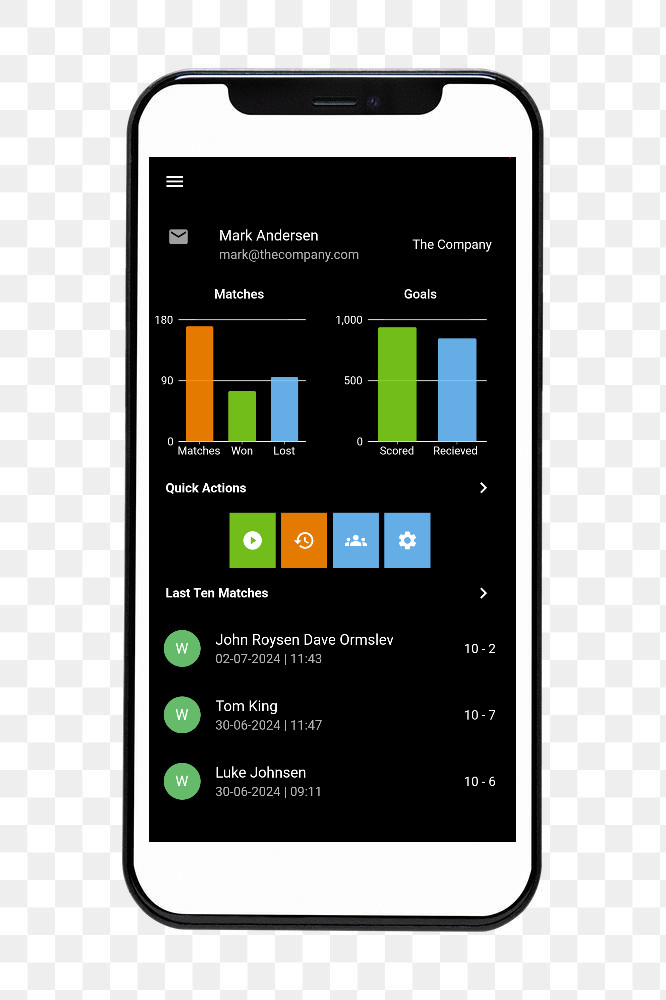 Mark Andersen
mark@thecompany.com
The Company
Matches
180
90
0
Matches Won Lost
Goals
1,000
500
0
Scored Recieved
Quick Actions
Last Ten Matches
W
John Roysen Dave Ormslev
02-07-2024 | 11:43
10 - 2
W
Tom King
30-06-2024 | 11:47
10 - 7
W
Luke Johnsen
30-06-2024 | 09:11
10 - 6